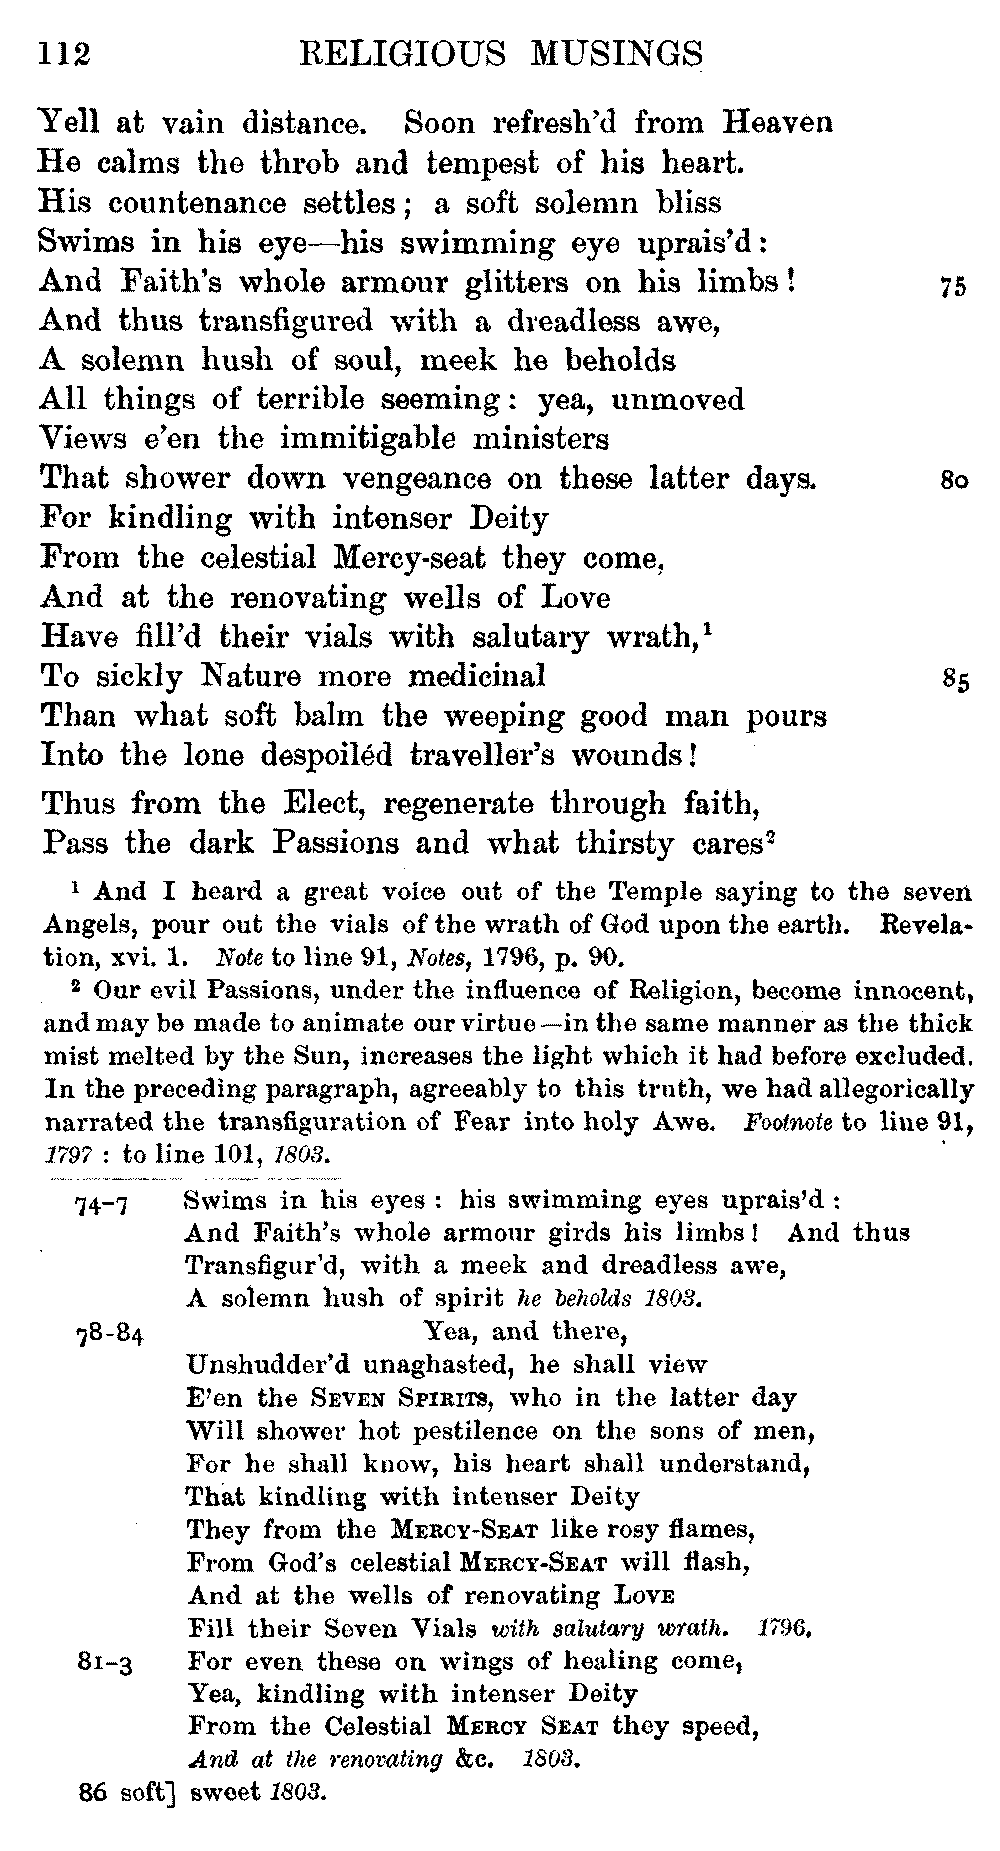 112 RELIGIOUS MUSINGS
Yell at vain distance. Soon refresh'd from Heaven
He calms the throb and tempest of his heart.
His countenance settles; a soft solemn bliss
Swims in his eye—his swimming eye uprais'd:
And Faith's whole armour glitters on his limbs! 75
And thus transfigured with a dreadless awe,
A solemn hush of soul, meek he beholds
All things of terrible seeming: yea, unmoved
Views e'en the immitigable ministers
That shower down vengeance on these latter days. 80
For kindling with intenser Deity
From the celestial Mercy-seat they come,
And at the renovating wells of Love
Have fill'd their vials with salutary wrath,¹
To sickly Nature more medicinal 85
Than what soft balm the weeping good man pours
Into the lone despoiléd traveller's wounds!
Thus from the Elect, regenerate through faith,
Pass the dark Passions and what thirsty cares²
¹ And I heard a great voice out of the Temple saying to the seven
Angels, pour out the vials of the wrath of God upon the earth. Revela-
tion, xvi. 1. Note to line 91, Notes, 1796, p. 90.
² Our evil Passions, under the influence of Religion, become innocent,
and may be made to animate our virtue—in the same manner as the thick
mist melted by the Sun, increases the light which it had before excluded.
In the preceding paragraph, agreeably to this truth, we had allegorically
narrated the transfiguration of Fear into holy Awe. Footnote to line 91,
1797 : to line 101, 1803.
74-7 Swims in his eyes : his swimming eyes uprais'd :
And Faith's whole armour girds his limbs! And thus
Transfigur'd, with a meek and dreadless awe,
A solemn hush of spirit he beholds 1803.
78-84 Yea, and there,
Unshudder'd unaghasted, he shall view
E'en the SEVEN SPIRITS, who in the latter day
Will shower hot pestilence on the sons of men,
For he shall know, his heart shall understand,
That kindling with intenser Deity
They from the MERCY-SEAT like rosy flames,
From God's celestial MERCY-SEAT will flash,
And at the wells of renovating LOVE
Fill their Seven Vials with salutary wrath. 1796.
81-3 For even these on wings of healing come,
Yea, kindling with intenser Deity
From the Celestial MERCY SEAT they speed,
And at the renovating &c. 1803.
86 soft] sweet 1803.